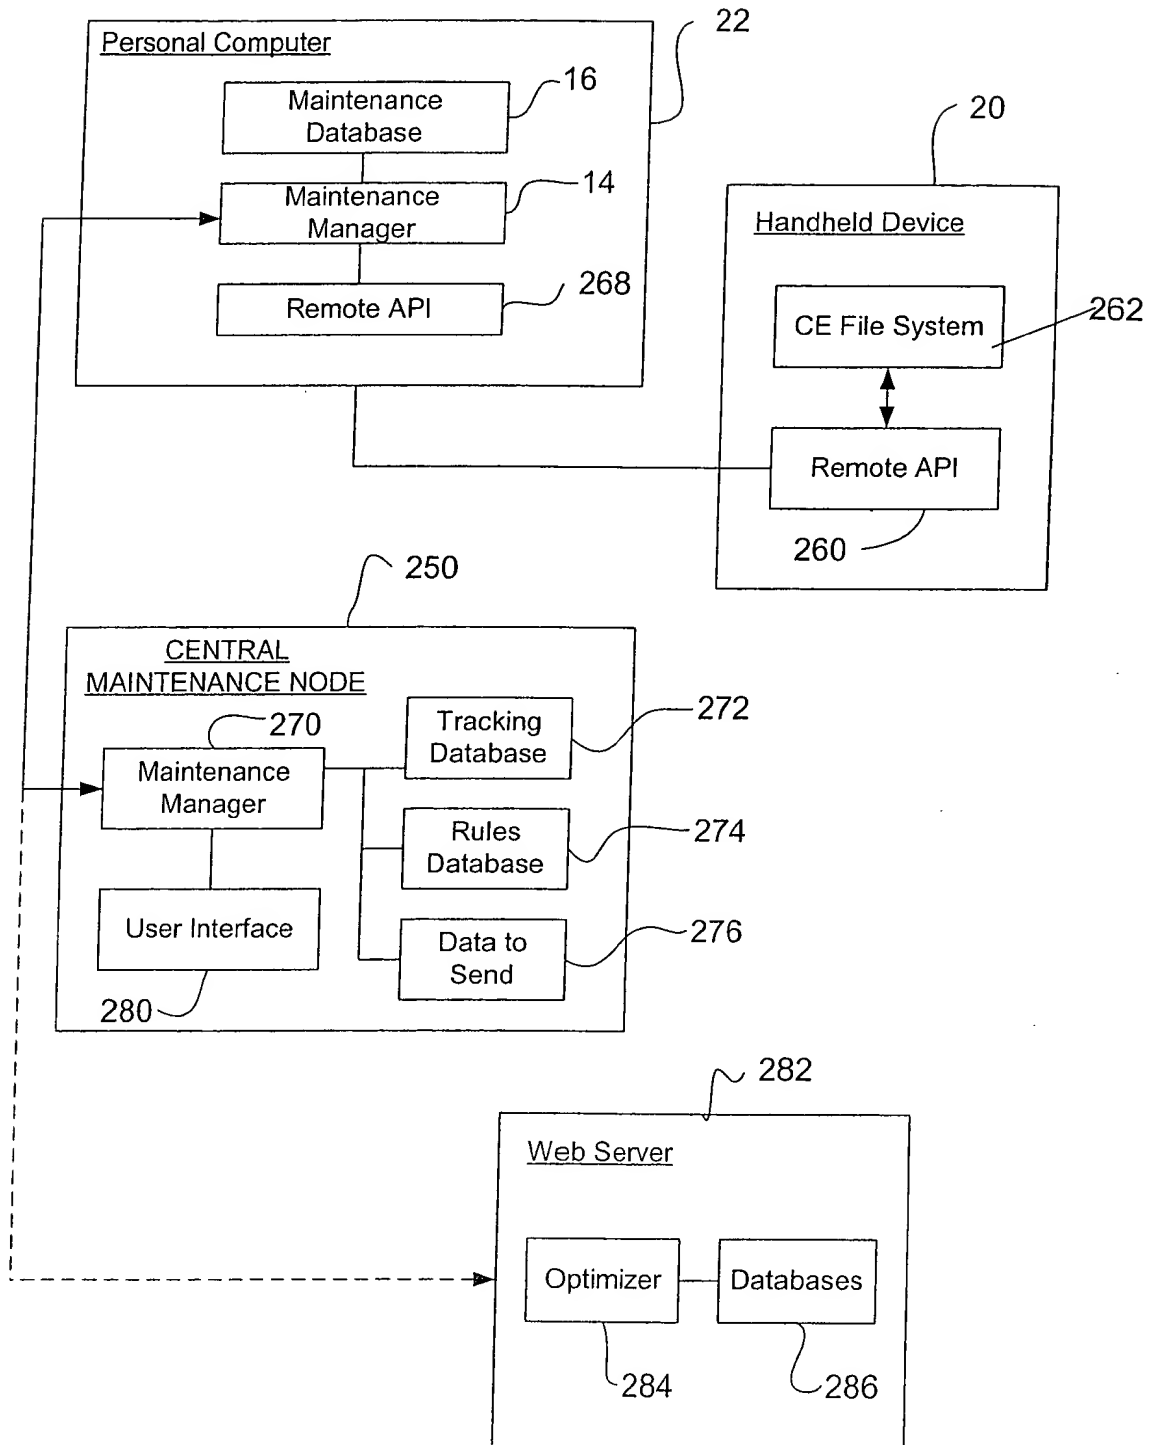 22
Personal Computer
16
Maintenance
Database
14
Maintenance
Manager
268
Remote API
20
Handheld Device
262
CE File System
Remote API
260
250
CENTRAL
MAINTENANCE NODE
270
272
Tracking
Database
Maintenance
Manager
274
Rules
Database
User Interface
276
Data to
Send
280
282
Web Server
Optimizer
Databases
284
286